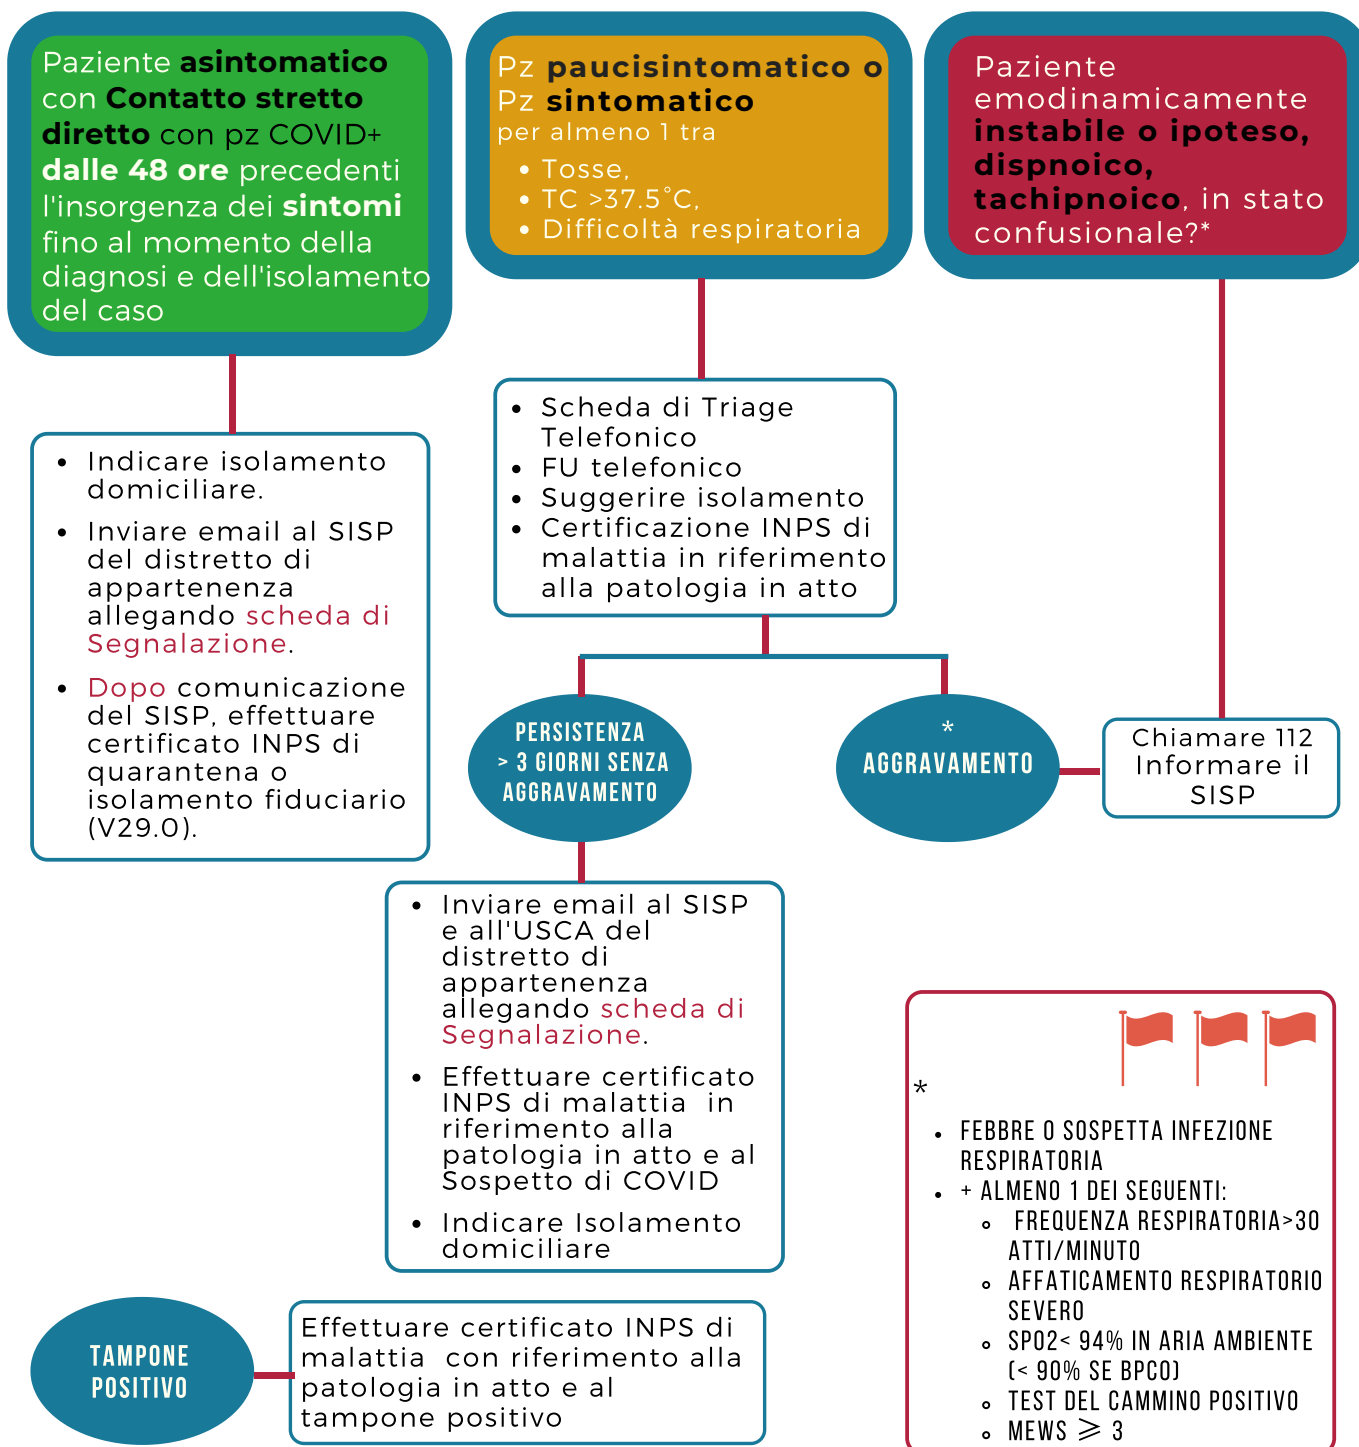 Paziente asintomatico
con Contatto stretto
diretto con pz COVID+
dalle 48 ore precedenti
l'insorgenza dei sintomi
fino al momento della
diagnosi e dell'isolamento
del caso
Pz paucisintomatico o
Pz sintomatico
per almeno 1 tra
• Tosse,
• TC >37.5°C,
• Difficoltà respiratoria
Paziente
emodinamicamente
instabile o ipoteso,
dispnoico,
tachipnoico, in stato
confusionale?*
• Indicare isolamento
domiciliare.
• Inviare email al SISP
del distretto di
appartenenza
allegando scheda di
Segnalazione.
• Dopo comunicazione
del SISP, effettuare
certificato INPS di
quarantena o
isolamento fiduciario
(V29.0).
• Scheda di Triage
Telefonico
• FU telefonico
• Suggerire isolamento
• Certificazione INPS di
malattia in riferimento
alla patologia in atto
PERSISTENZA
> 3 GIORNI SENZA
AGGRAVAMENTO
*
AGGRAVAMENTO
Chiamare 112
Informare il
SISP
• Inviare email al SISP
e all'USCA del
distretto di
appartenenza
allegando scheda di
Segnalazione.
• Effettuare certificato
INPS di malattia in
riferimento alla
patologia in atto e al
Sospetto di COVID
• Indicare Isolamento
domiciliare
TAMPONE
POSITIVO
Effettuare certificato INPS di
malattia con riferimento alla
patologia in atto e al
tampone positivo
*
• FEBBRE O SOSPETTA INFEZIONE
RESPIRATORIA
• + ALMENO 1 DEI SEGUENTI:
∘ FREQUENZA RESPIRATORIA>30
ATTI/MINUTO
∘ AFFATICAMENTO RESPIRATORIO
SEVERO
∘ SPO2< 94% IN ARIA AMBIENTE
(< 90% SE BPCO)
∘ TEST DEL CAMMINO POSITIVO
∘ MEWS ⩾ 3